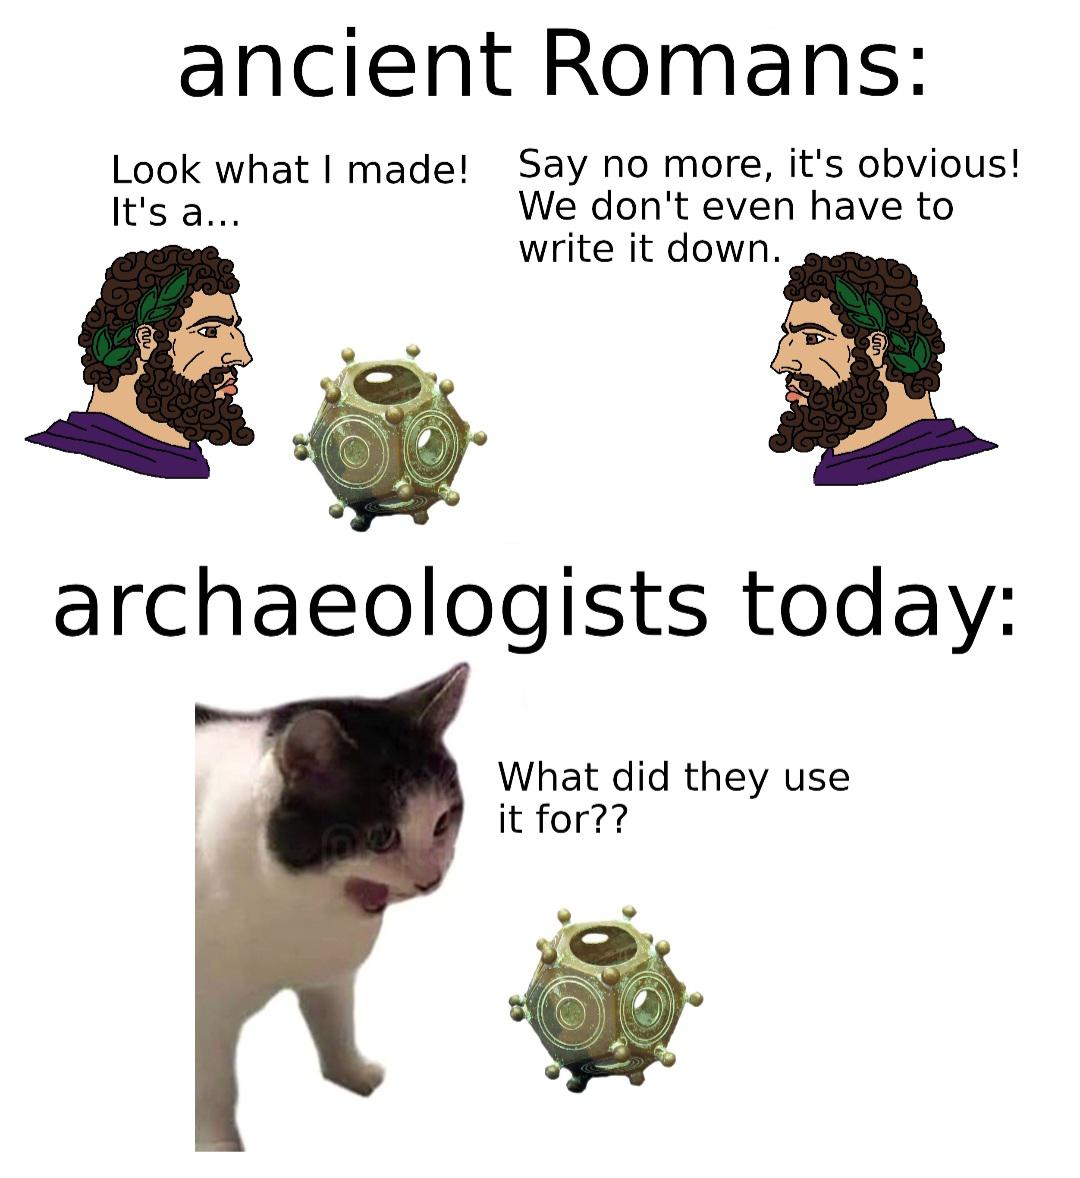 ancient Romans:
Look what I made!
It's a...
Say no more, it's obvious!
We don't even have to
write it down.
archaeologists today:
What did they use
it for??